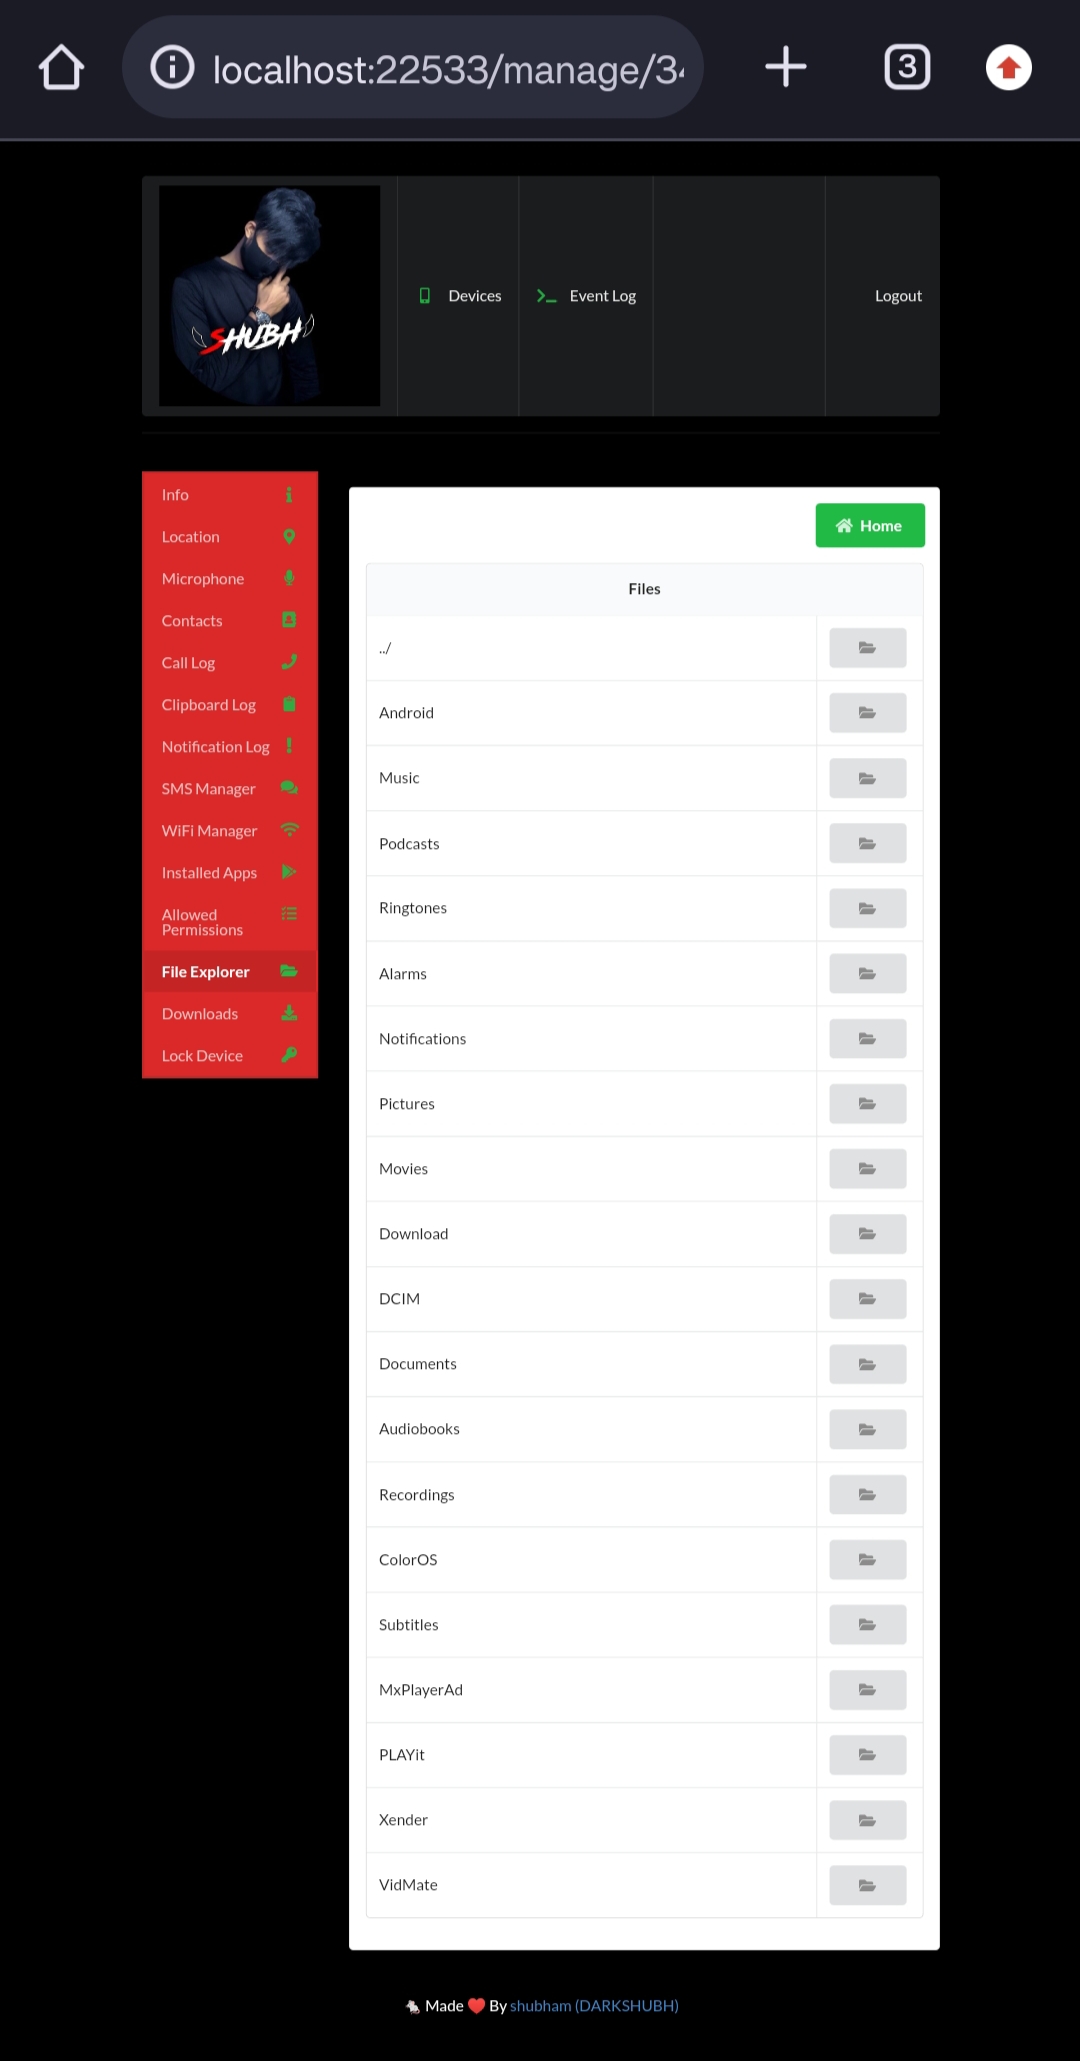 localhost:22533/manage/34
3
SHUBH
Devices
Event Log
Logout
Info
Location
Microphone
Contacts
Call Log
Clipboard Log
Notification Log
SMS Manager
WiFi Manager
Installed Apps
Allowed
Permissions
File Explorer
Downloads
Lock Device
Home
Files
../
Android
Music
Podcasts
Ringtones
Alarms
Notifications
Pictures
Movies
Download
DCIM
Documents
Audiobooks
Recordings
ColorOS
Subtitles
MxPlayerAd
PLAYit
Xender
VidMate
🐁 Made ❤️ By shubham (DARKSHUBH)